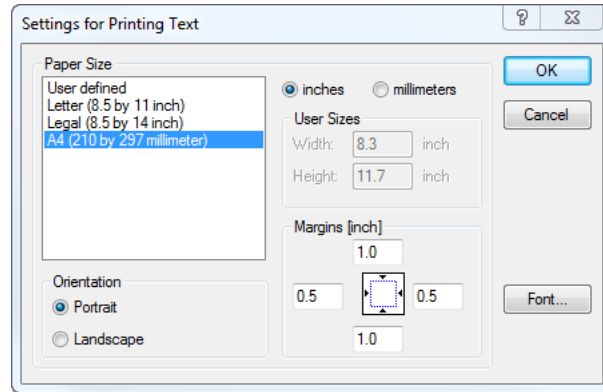 Settings for Printing Text
Paper Size
User defined
Letter (8.5 by 11 inch)
Legal (8.5 by 14 inch)
A4 (210 by 297 millimeter)
inches millimeters
User Sizes
Width: 8.3 inch
Height: 11.7 inch
Margins [inch]
1.0
0.5 0.5
1.0
Orientation
Portrait
Landscape
OK
Cancel
Font...